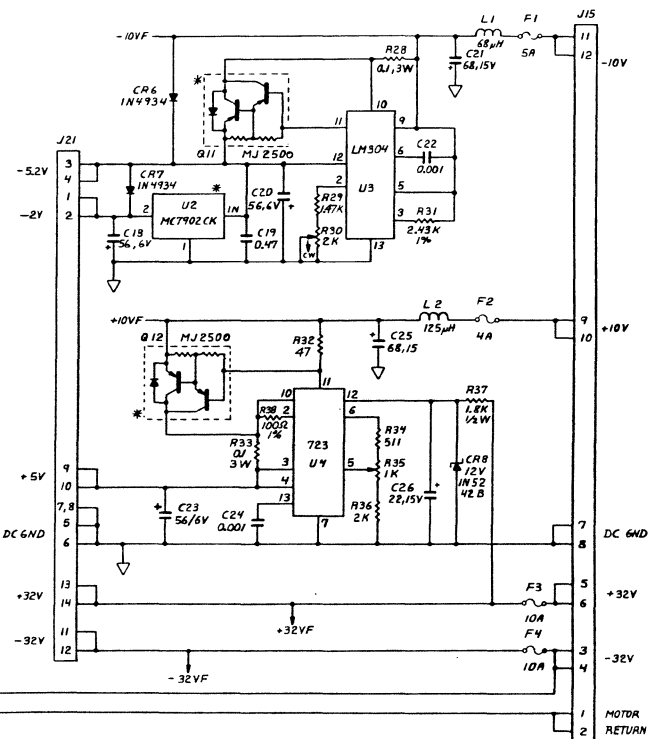 J15
L1
F1
-10VF
68µH
5A
11
12
-10V
R28
0.1, 3W
C21
68, 15V
*
CR6
1N4934
10
11
9
LM304
C22
0.001
6
J21
Q11
MJ2500
12
-5.2V
3
4
CR7
1N4934
*
C20
56, 6V
2
U3
5
R29
1.47K
1
2
-2V
2
U2
MC7902CK
IN
3
R31
2.43K
1%
C18
56, 6V
1
C19
0.47
R30
2K
CW
13
L2
F2
+10VF
125µH
4A
9
10
+10V
Q12
MJ2500
R32
47
C25
68, 15
11
*
10
12
R37
1.8K
1/2 W
R38
100Ω
1%
2
6
R34
511
723
U4
CR8
12V
1N52
42B
R33
0.1
3W
3
5
R35
1K
+5V
9
10
4
C26
22, 15V
13
C23
56/6V
C24
0.001
R36
2K
7,8
5
6
DC GND
7
7
8
DC GND
13
14
+32V
F3
10A
5
6
+32V
+32VF
11
12
-32V
F4
10A
3
4
-32V
-32VF
1
2
MOTOR
RETURN